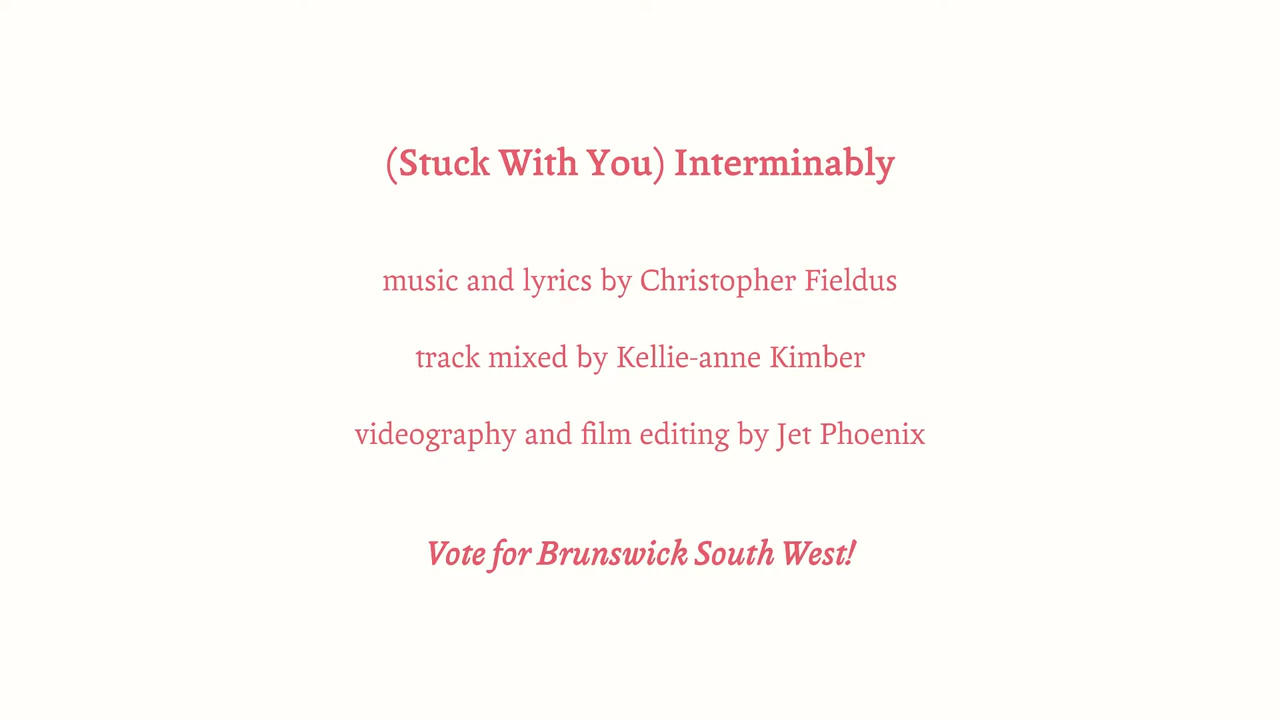 (Stuck With You) Interminably
music and lyrics by Christopher Fieldus
track mixed by Kellie-anne Kimber
videography and film editing by Jet Phoenix
Vote for Brunswick South West!